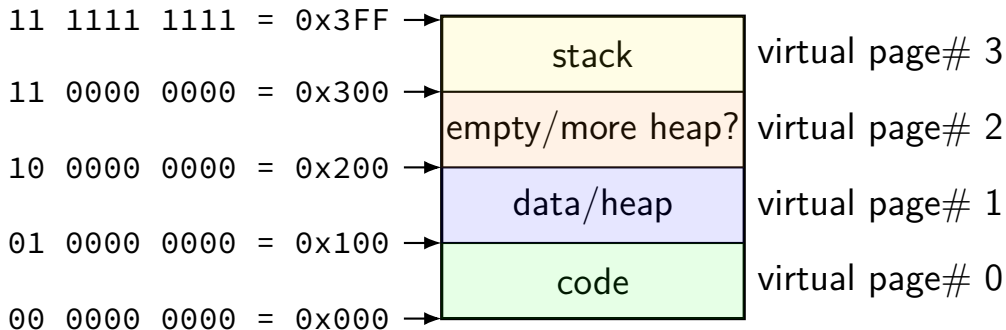 11 1111 1111 = 0x3FF
stack
virtual page# 3
11 0000 0000 = 0x300
empty/more heap?
virtual page# 2
10 0000 0000 = 0x200
data/heap
virtual page# 1
01 0000 0000 = 0x100
code
virtual page# 0
00 0000 0000 = 0x000